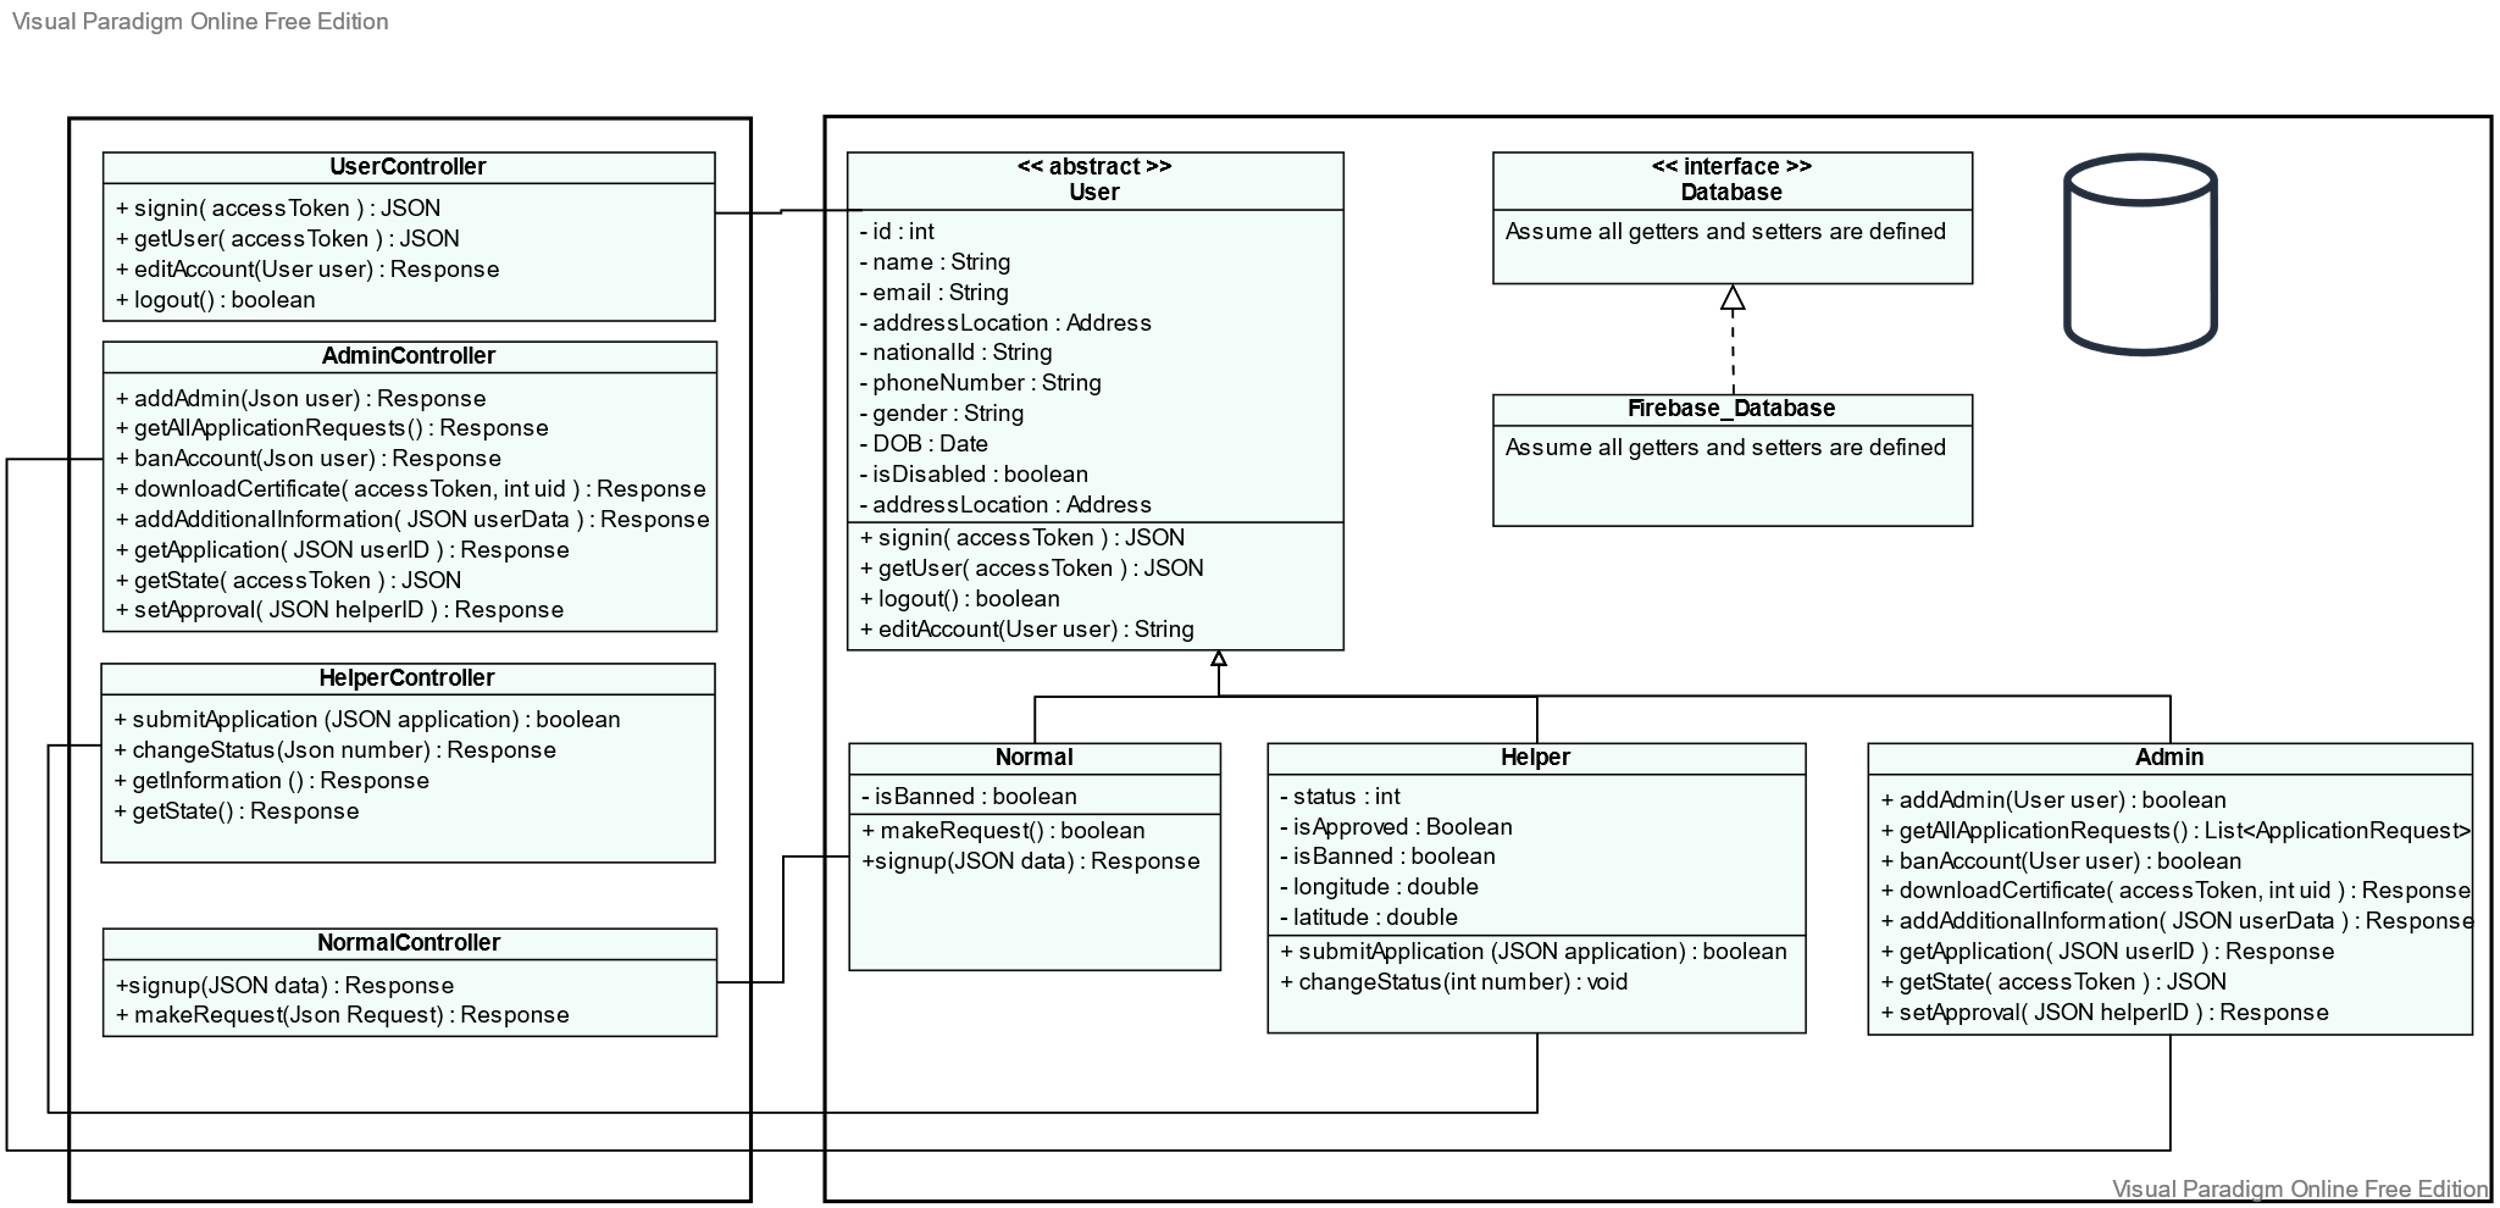 Visual Paradigm Online Free Edition
UserController
+ signin( accessToken ) : JSON
+ getUser( accessToken ) : JSON
+ editAccount(User user) : Response
+ logout() : boolean
AdminController
+ addAdmin(Json user) : Response
+ getAllApplicationRequests() : Response
+ banAccount(Json user) : Response
+ downloadCertificate( accessToken, int uid ) : Response
+ addAdditionalInformation( JSON userData ) : Response
+ getApplication( JSON userID ) : Response
+ getState( accessToken ) : JSON
+ setApproval( JSON helperID ) : Response
HelperController
+ submitApplication (JSON application) : boolean
+ changeStatus(Json number) : Response
+ getInformation () : Response
+ getState() : Response
NormalController
+signup(JSON data) : Response
+ makeRequest(Json Request) : Response
<< abstract >>
User
- id : int
- name : String
- email : String
- addressLocation : Address
- nationalId : String
- phoneNumber : String
- gender : String
- DOB : Date
- isDisabled : boolean
- addressLocation : Address
+ signin( accessToken ) : JSON
+ getUser( accessToken ) : JSON
+ logout() : boolean
+ editAccount(User user) : String
<< interface >>
Database
Assume all getters and setters are defined
Firebase_Database
Assume all getters and setters are defined
Normal
- isBanned : boolean
+ makeRequest() : boolean
+signup(JSON data) : Response
Helper
- status : int
- isApproved : Boolean
- isBanned : boolean
- longitude : double
- latitude : double
+ submitApplication (JSON application) : boolean
+ changeStatus(int number) : void
Admin
+ addAdmin(User user) : boolean
+ getAllApplicationRequests() : List<ApplicationRequest>
+ banAccount(User user) : boolean
+ downloadCertificate( accessToken, int uid ) : Response
+ addAdditionalInformation( JSON userData ) : Response
+ getApplication( JSON userID ) : Response
+ getState( accessToken ) : JSON
+ setApproval( JSON helperID ) : Response
Visual Paradigm Online Free Edition